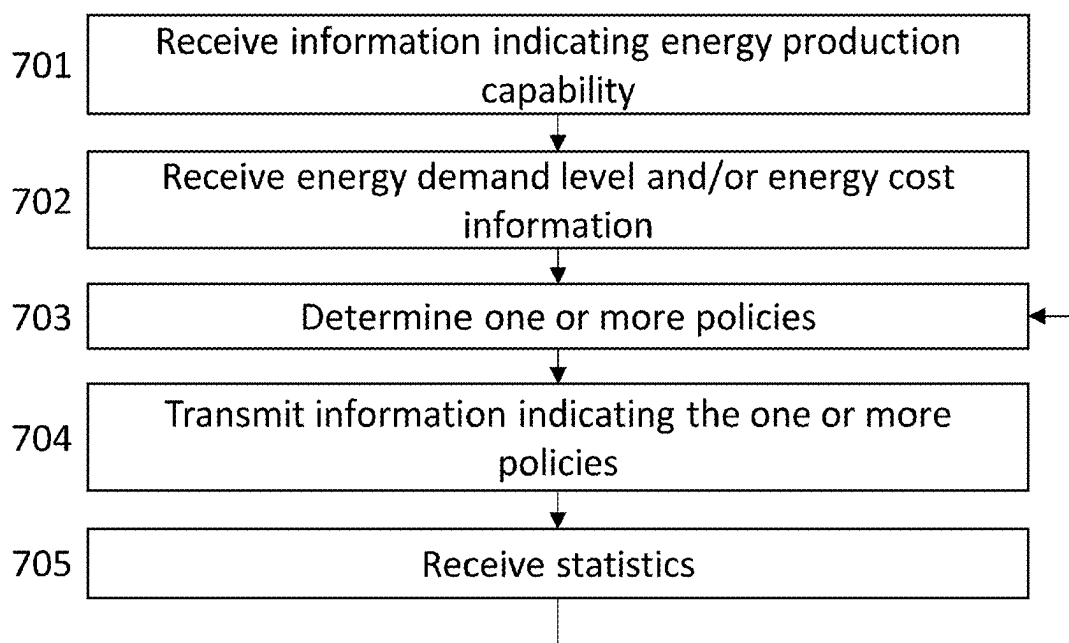 701
Receive information indicating energy production
capability
702
Receive energy demand level and/or energy cost
information
703
Determine one or more policies
704
Transmit information indicating the one or more
policies
705
Receive statistics